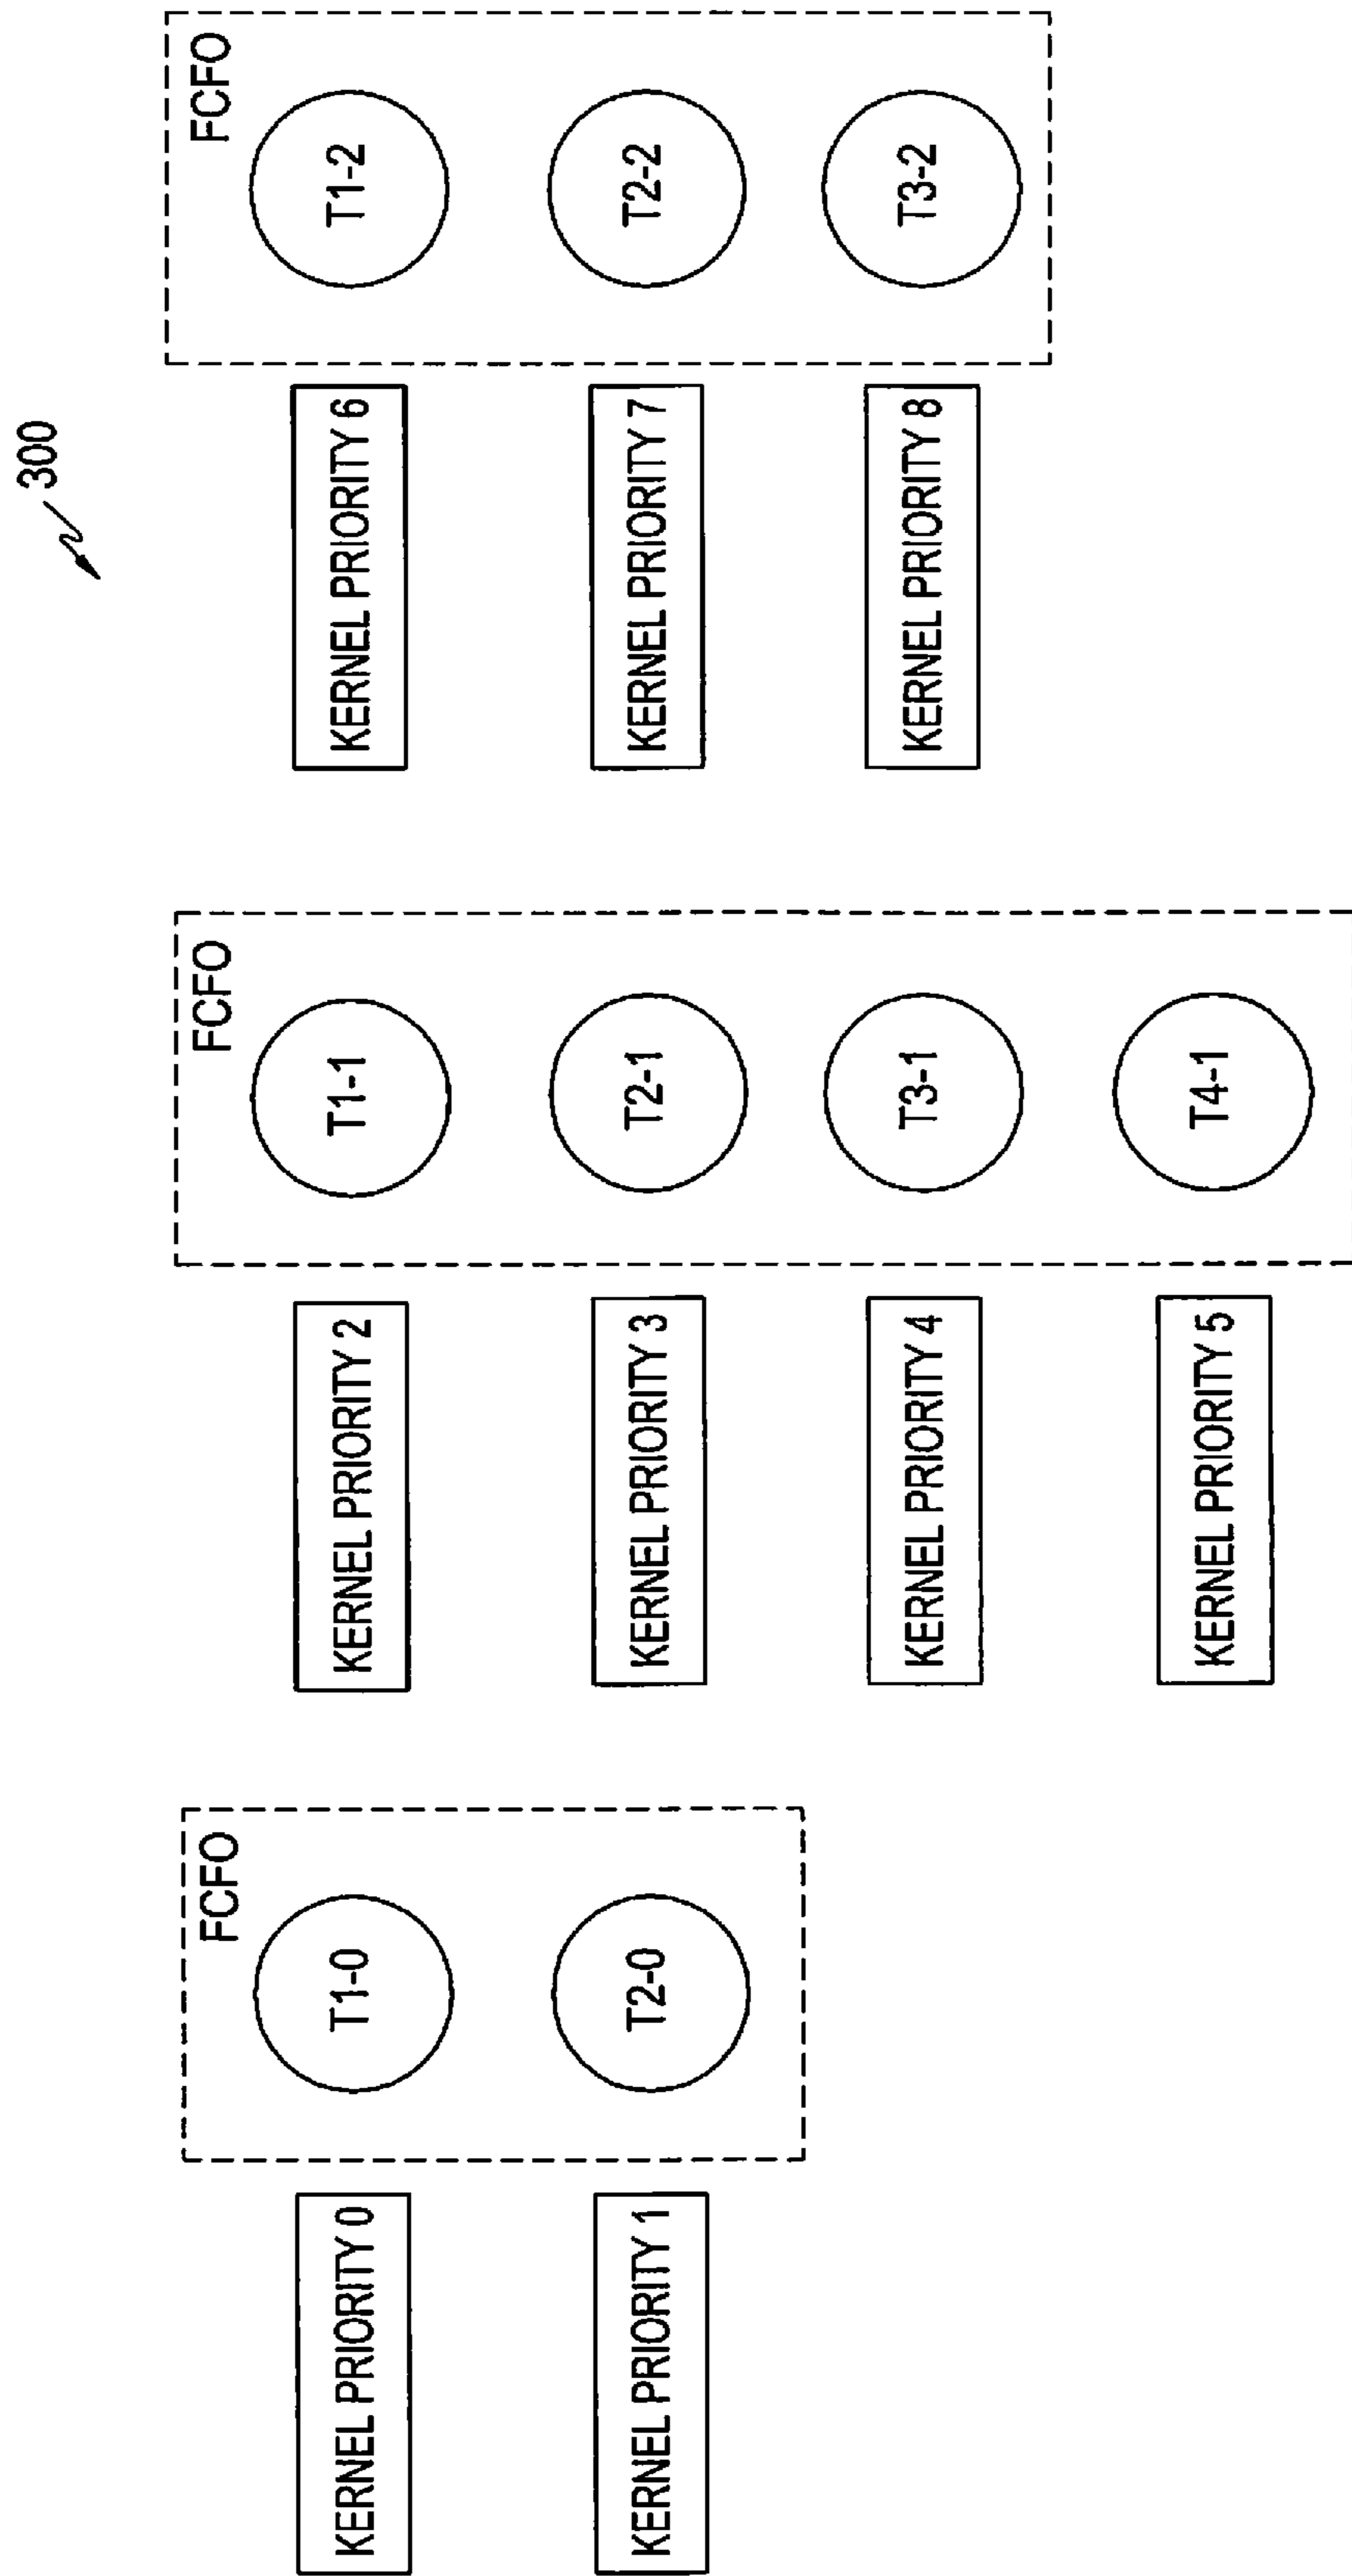 300
FCFO
KERNEL PRIORITY 0
T1-0
KERNEL PRIORITY 1
T2-0
FCFO
KERNEL PRIORITY 2
T1-1
KERNEL PRIORITY 3
T2-1
KERNEL PRIORITY 4
T3-1
KERNEL PRIORITY 5
T4-1
FCFO
KERNEL PRIORITY 6
T1-2
KERNEL PRIORITY 7
T2-2
KERNEL PRIORITY 8
T3-2